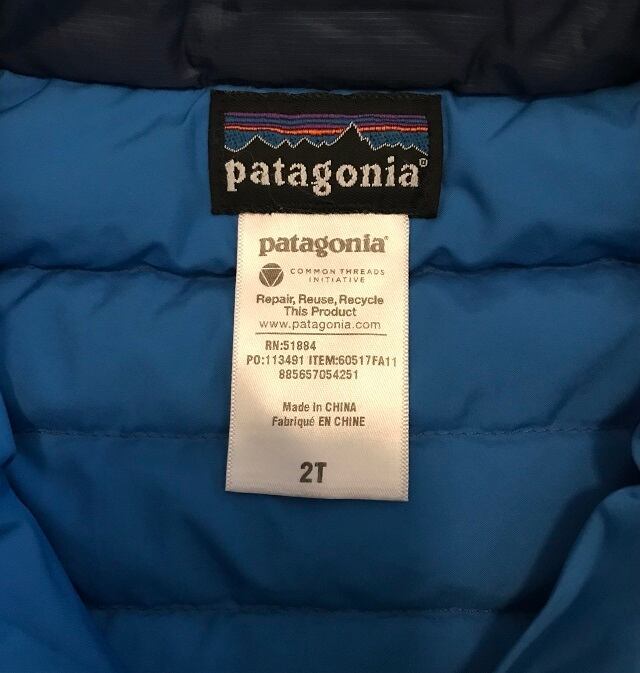 patagonia®
patagonia®
COMMON THREADS
INITIATIVE
Repair, Reuse, Recycle
This Product
www.patagonia.com
RN:51884
PO:113491 ITEM:60517FA11
885657054251
Made in CHINA
Fabriqué EN CHINE
2T